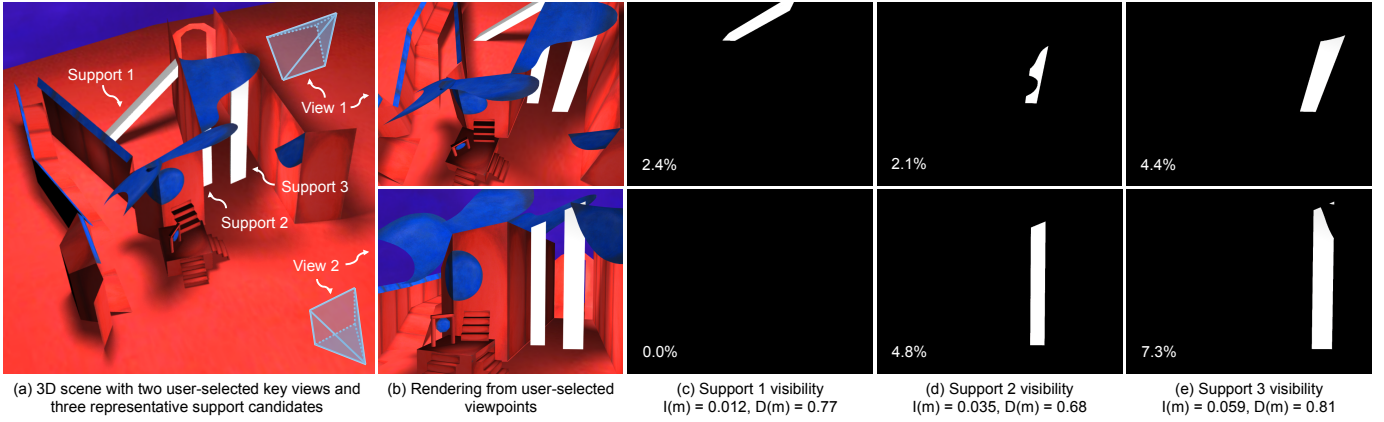 Support 1
View 1
Support 3
Support 2
View 2
2.4%
2.1%
4.4%
0.0%
4.8%
7.3%
(a) 3D scene with two user-selected key views and
three representative support candidates
(b) Rendering from user-selected
viewpoints
(c) Support 1 visibility
I(m) = 0.012, D(m) = 0.77
(d) Support 2 visibility
I(m) = 0.035, D(m) = 0.68
(e) Support 3 visibility
I(m) = 0.059, D(m) = 0.81